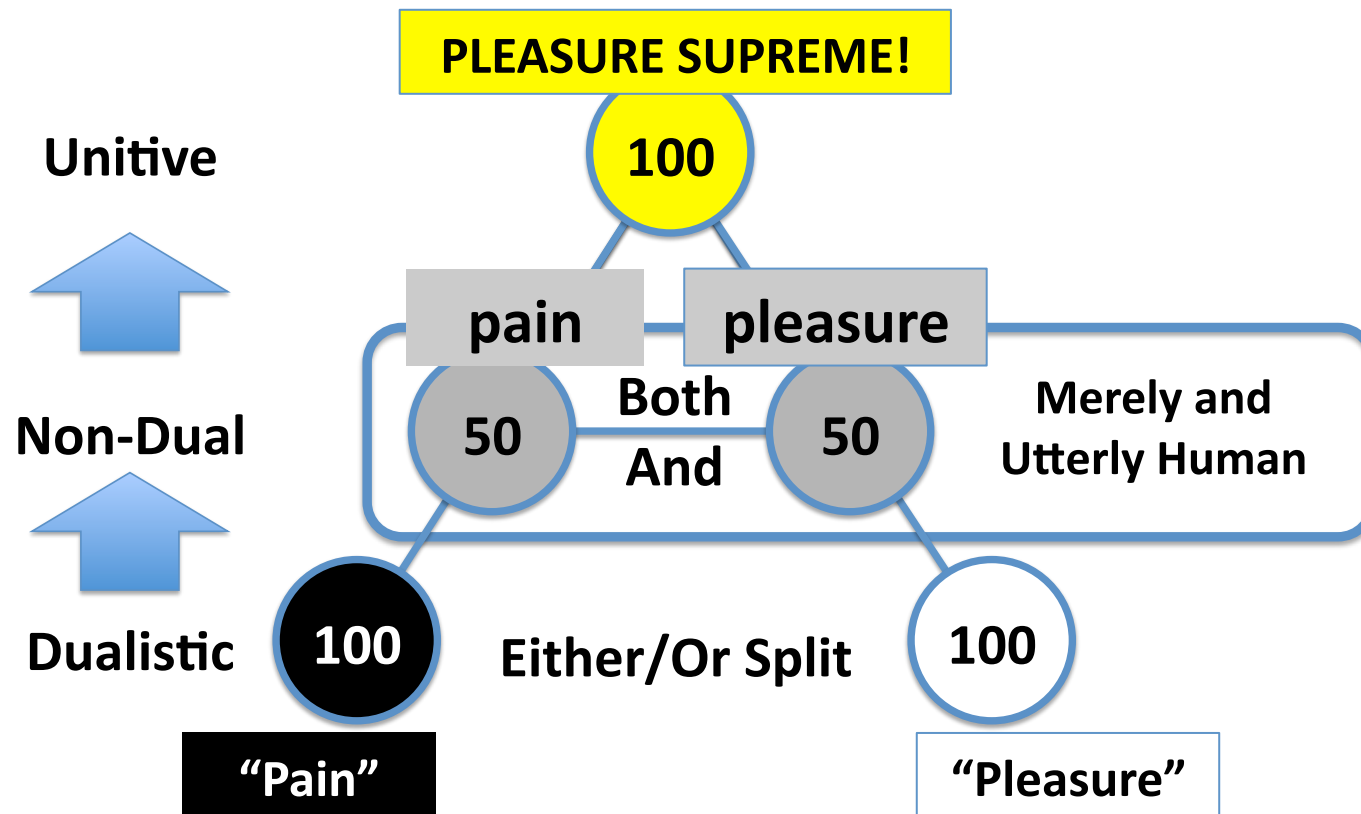 PLEASURE SUPREME!
Unitive
100
pain
pleasure
Non-Dual
50
Both
And
50
Merely and
Utterly Human
Dualistic
100
Either/Or Split
100
“Pain”
“Pleasure”